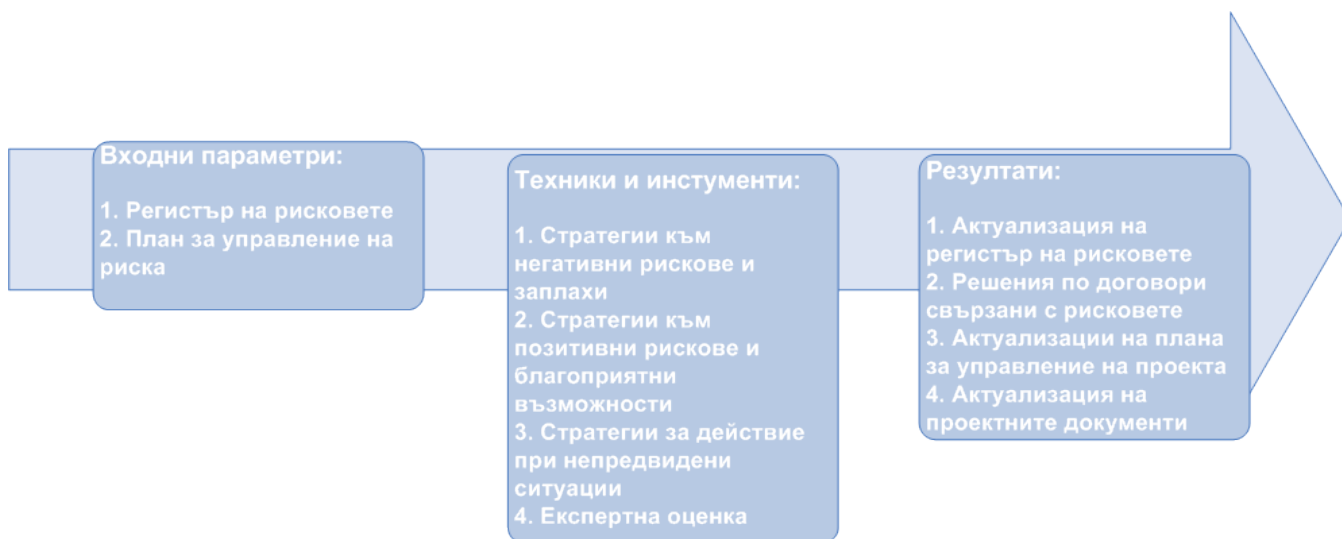 Входни параметри:
1. Регистър на рисковете
2. План за управление на
риска
Техники и инстументи:
1. Стратегии към
негативни рискове и
заплахи
2. Стратегии към
позитивни рискове и
благоприятни
възможности
3. Стратегии за действие
при непредвидени
ситуации
4. Експертна оценка
Резултати:
1. Актуализация на
регистър на рисковете
2. Решения по договори
свързани с рисковете
3. Актуализации на плана
за управление на проекта
4. Актуализация на
проектните документи